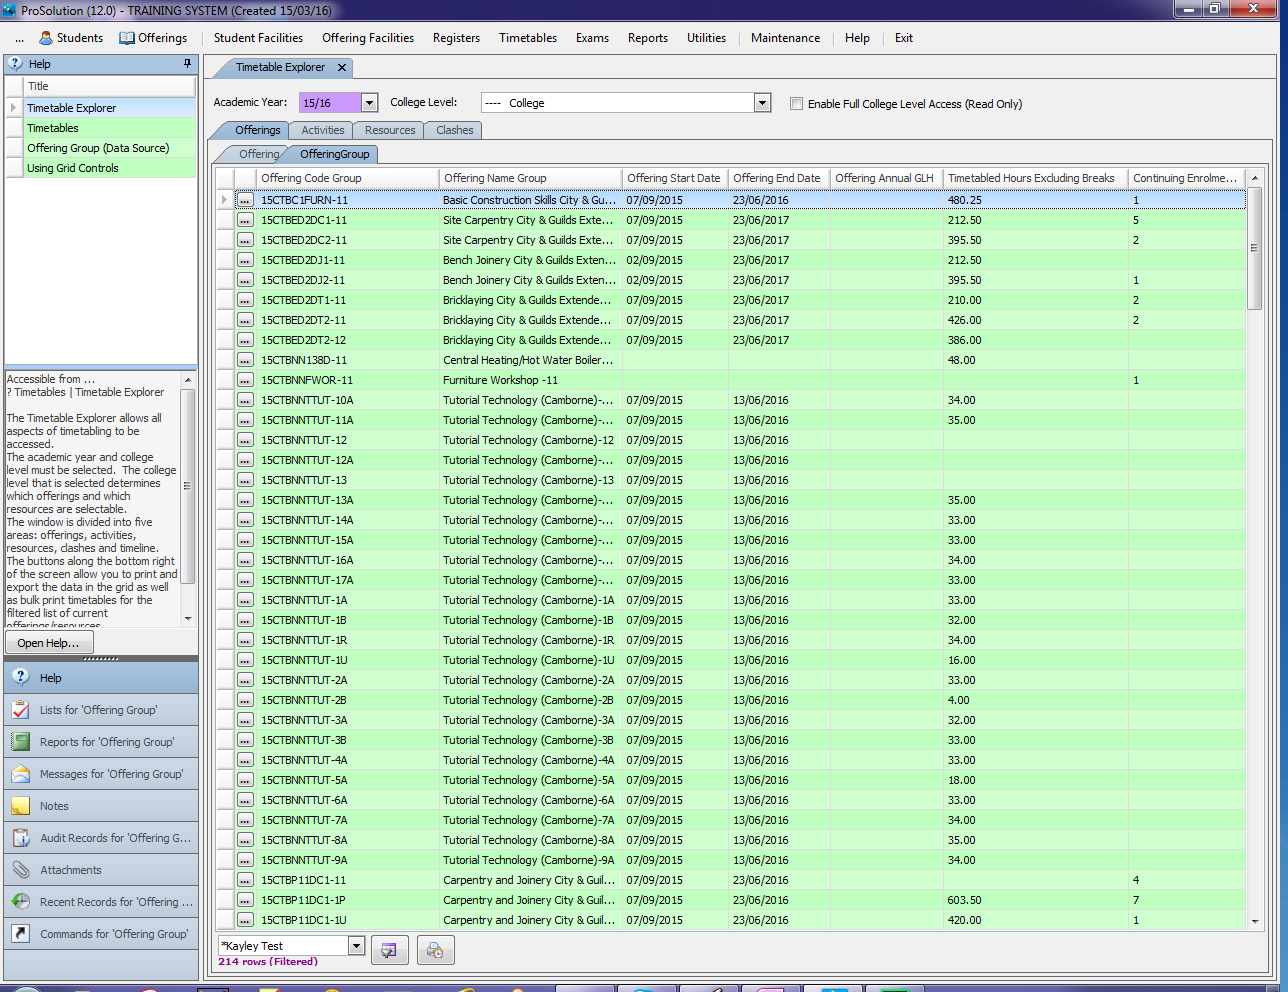 ProSolution (12.0) - TRAINING SYSTEM (Created 15/03/16)
... Students Offerings Student Facilities Offering Facilities Registers Timetables Exams Reports Utilities Maintenance Help Exit
Help
Title
Timetable Explorer
Timetables
Offering Group (Data Source)
Using Grid Controls
Accessible from ...
? Timetables | Timetable Explorer
The Timetable Explorer allows all
aspects of timetabling to be
accessed.
The academic year and college
level must be selected. The college
level that is selected determines
which offerings and which
resources are selectable.
The window is divided into five
areas: offerings, activities,
resources, clashes and timeline.
The buttons along the bottom right
of the screen allow you to print and
export the data in the grid as well
as bulk print timetables for the
filtered list of current
offerings/resources
Open Help...
Help
Lists for 'Offering Group'
Reports for 'Offering Group'
Messages for 'Offering Group'
Notes
Audit Records for 'Offering G...
Attachments
Recent Records for 'Offering ...
Commands for 'Offering Group'
Timetable Explorer X
Academic Year: 15/16 College Level: ---- College Enable Full College Level Access (Read Only)
Offerings Activities Resources Clashes
Offering OfferingGroup
Offering Code Group Offering Name Group Offering Start Date Offering End Date Offering Annual GLH Timetabled Hours Excluding Breaks Continuing Enrolme...
... 15CTBC1FURN-11 Basic Construction Skills City & Gu... 07/09/2015 23/06/2016 480.25 1
... 15CTBED2DC1-11 Site Carpentry City & Guilds Exte... 07/09/2015 23/06/2017 212.50 5
... 15CTBED2DC2-11 Site Carpentry City & Guilds Exte... 07/09/2015 23/06/2017 395.50 2
... 15CTBED2DJ1-11 Bench Joinery City & Guilds Exten... 02/09/2015 23/06/2017 212.50
... 15CTBED2DJ2-11 Bench Joinery City & Guilds Exten... 02/09/2015 23/06/2017 395.50 1
... 15CTBED2DT1-11 Bricklaying City & Guilds Extende... 07/09/2015 23/06/2017 210.00 2
... 15CTBED2DT2-11 Bricklaying City & Guilds Extende... 07/09/2015 23/06/2017 426.00 2
... 15CTBED2DT2-12 Bricklaying City & Guilds Extende... 07/09/2015 23/06/2017 386.00
... 15CTBNN138D-11 Central Heating/Hot Water Boiler... 48.00
... 15CTBNNFWOR-11 Furniture Workshop -11 1
... 15CTBNNTTUT-10A Tutorial Technology (Camborne)-... 07/09/2015 13/06/2016 34.00
... 15CTBNNTTUT-11A Tutorial Technology (Camborne)-... 07/09/2015 13/06/2016 35.00
... 15CTBNNTTUT-12 Tutorial Technology (Camborne)-12 07/09/2015 13/06/2016
... 15CTBNNTTUT-12A Tutorial Technology (Camborne)-... 07/09/2015 13/06/2016
... 15CTBNNTTUT-13 Tutorial Technology (Camborne)-13 07/09/2015 13/06/2016
... 15CTBNNTTUT-13A Tutorial Technology (Camborne)-... 07/09/2015 13/06/2016 35.00
... 15CTBNNTTUT-14A Tutorial Technology (Camborne)-... 07/09/2015 13/06/2016 33.00
... 15CTBNNTTUT-15A Tutorial Technology (Camborne)-... 07/09/2015 13/06/2016 33.00
... 15CTBNNTTUT-16A Tutorial Technology (Camborne)-... 07/09/2015 13/06/2016 34.00
... 15CTBNNTTUT-17A Tutorial Technology (Camborne)-... 07/09/2015 13/06/2016 33.00
... 15CTBNNTTUT-1A Tutorial Technology (Camborne)-1A 07/09/2015 13/06/2016 33.00
... 15CTBNNTTUT-1B Tutorial Technology (Camborne)-1B 07/09/2015 13/06/2016 32.00
... 15CTBNNTTUT-1R Tutorial Technology (Camborne)-1R 07/09/2015 13/06/2016 34.00
... 15CTBNNTTUT-1U Tutorial Technology (Camborne)-1U 07/09/2015 13/06/2016 16.00
... 15CTBNNTTUT-2A Tutorial Technology (Camborne)-2A 07/09/2015 13/06/2016 33.00
... 15CTBNNTTUT-2B Tutorial Technology (Camborne)-2B 07/09/2015 13/06/2016 4.00
... 15CTBNNTTUT-3A Tutorial Technology (Camborne)-3A 07/09/2015 13/06/2016 32.00
... 15CTBNNTTUT-3B Tutorial Technology (Camborne)-3B 07/09/2015 13/06/2016 33.00
... 15CTBNNTTUT-4A Tutorial Technology (Camborne)-4A 07/09/2015 13/06/2016 33.00
... 15CTBNNTTUT-5A Tutorial Technology (Camborne)-5A 07/09/2015 13/06/2016 18.00
... 15CTBNNTTUT-6A Tutorial Technology (Camborne)-6A 07/09/2015 13/06/2016 33.00
... 15CTBNNTTUT-7A Tutorial Technology (Camborne)-7A 07/09/2015 13/06/2016 34.00
... 15CTBNNTTUT-8A Tutorial Technology (Camborne)-8A 07/09/2015 13/06/2016 35.00
... 15CTBNNTTUT-9A Tutorial Technology (Camborne)-9A 07/09/2015 13/06/2016 34.00
... 15CTBP11DC1-11 Carpentry and Joinery City & Guil... 07/09/2015 23/06/2016 4
... 15CTBP11DC1-1P Carpentry and Joinery City & Guil... 07/09/2015 23/06/2016 603.50 7
... 15CTBP11DC1-1U Carpentry and Joinery City & Guil... 07/09/2015 23/06/2016 420.00 1
*Kayley Test
214 rows (Filtered)